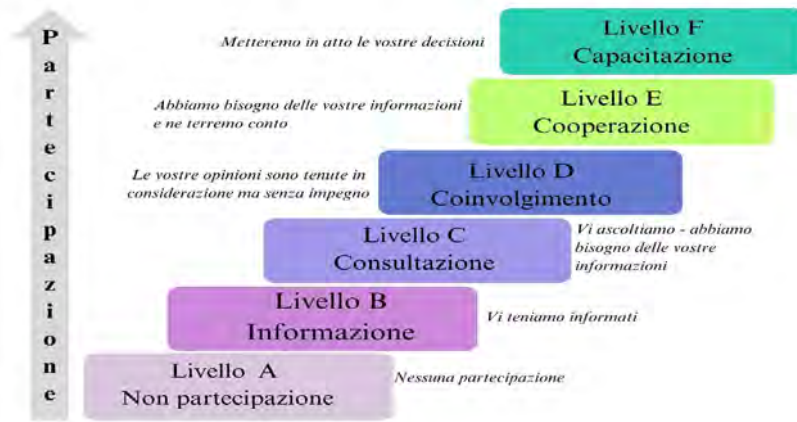 Partecipazione
Livello F
Capacitazione
Metteremo in atto le vostre decisioni
Livello E
Cooperazione
Abbiamo bisogno delle vostre informazioni
e ne terremo conto
Livello D
Coinvolgimento
Le vostre opinioni sono tenute in
considerazione ma senza impegno
Livello C
Consultazione
Vi ascoltiamo - abbiamo
bisogno delle vostre
informazioni
Livello B
Informazione
Vi teniamo informati
Livello A
Non partecipazione
Nessuna partecipazione